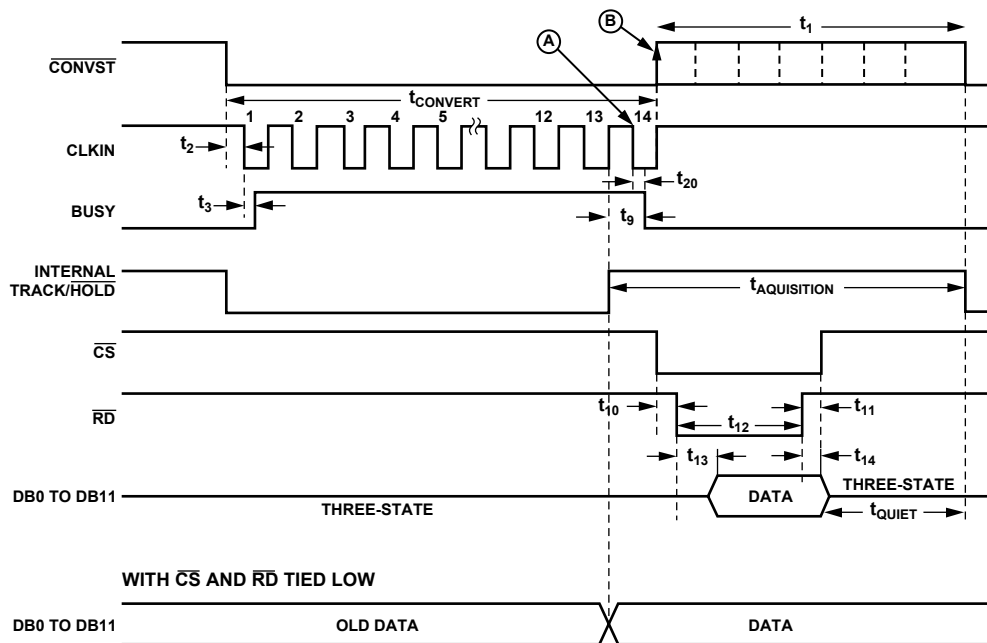 B
t1
A
CONVST
tCONVERT
1 2 3 4 5 12 13 14
CLKIN
t2
t20
t3
BUSY
t9
INTERNAL
TRACK/HOLD
tAQUISITION
CS
t10
t11
RD
t12
t13
t14
DB0 TO DB11
THREE-STATE
DATA
THREE-STATE
tQUIET
WITH CS AND RD TIED LOW
DB0 TO DB11
OLD DATA
DATA